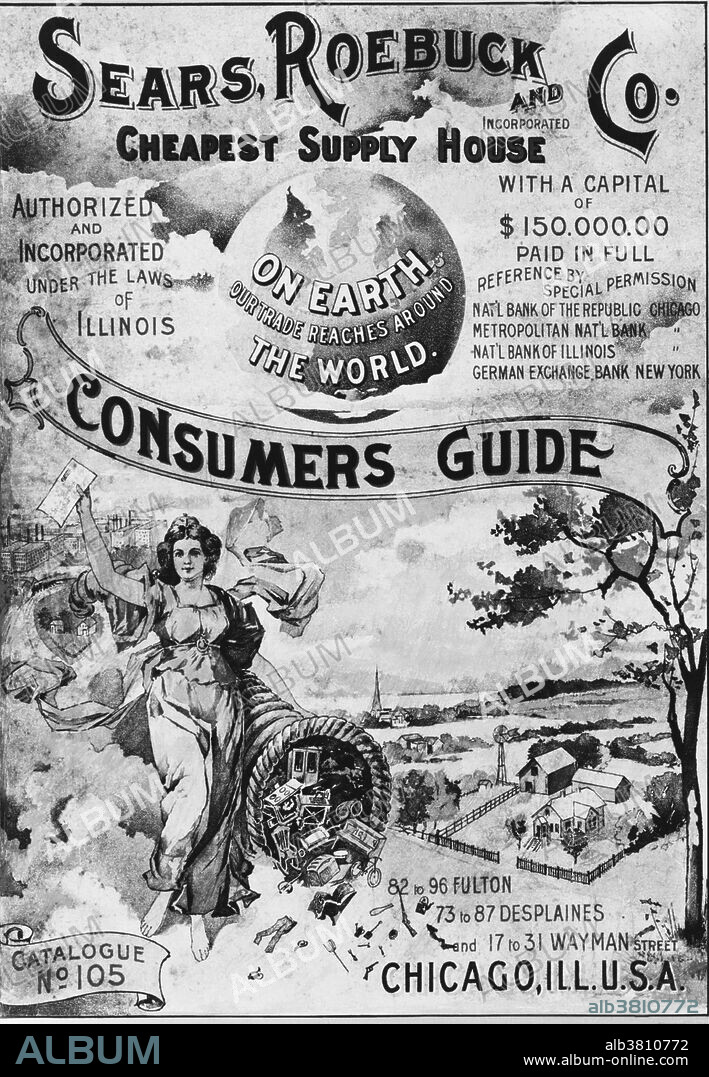 SEARS, ROEBUCK AND Co.
INCORPORATED
CHEAPEST SUPPLY HOUSE
AUTHORIZED
AND
INCORPORATED
UNDER THE LAWS
OF
ILLINOIS
ON EARTH.
OUR TRADE REACHES AROUND
THE WORLD.
WITH A CAPITAL
OF
$150.000.00
PAID IN FULL
REFERENCE BY
SPECIAL PERMISSION
NAT'L BANK OF THE REPUBLIC CHICAGO
METROPOLITAN NAT'L BANK "
NAT'L BANK OF ILLINOIS "
GERMAN EXCHANGE BANK NEW YORK
CONSUMERS GUIDE
82 to 96 FULTON
73 to 87 DESPLAINES
and 17 to 31 WAYMAN STREET
CHICAGO, ILL. U.S.A.
CATALOGUE
No 105
alb3810772
ALBUM
alb3810772
www.album-online.com